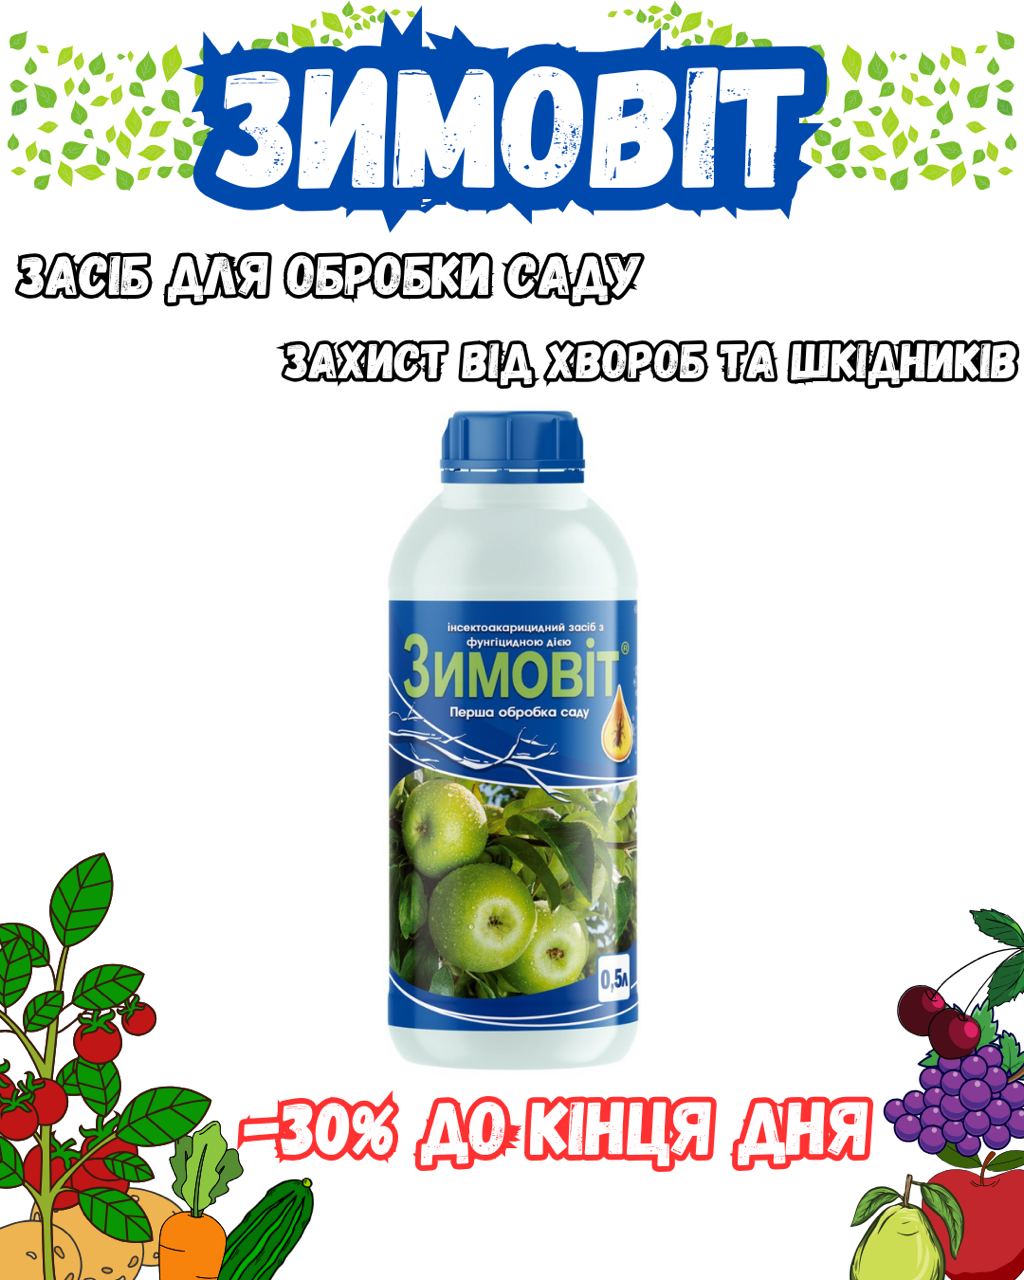 ЗИМОВІТ
ЗАСІБ ДЛЯ ОБРОБКИ САДУ
ЗАХИСТ ВІД ХВОРОБ ТА ШКІДНИКІВ
інсектоакарицидний засіб з
фунгіцидною дією
Зимовіт®
Перша обробка саду
0,5л
-30% ДО КІНЦЯ ДНЯ